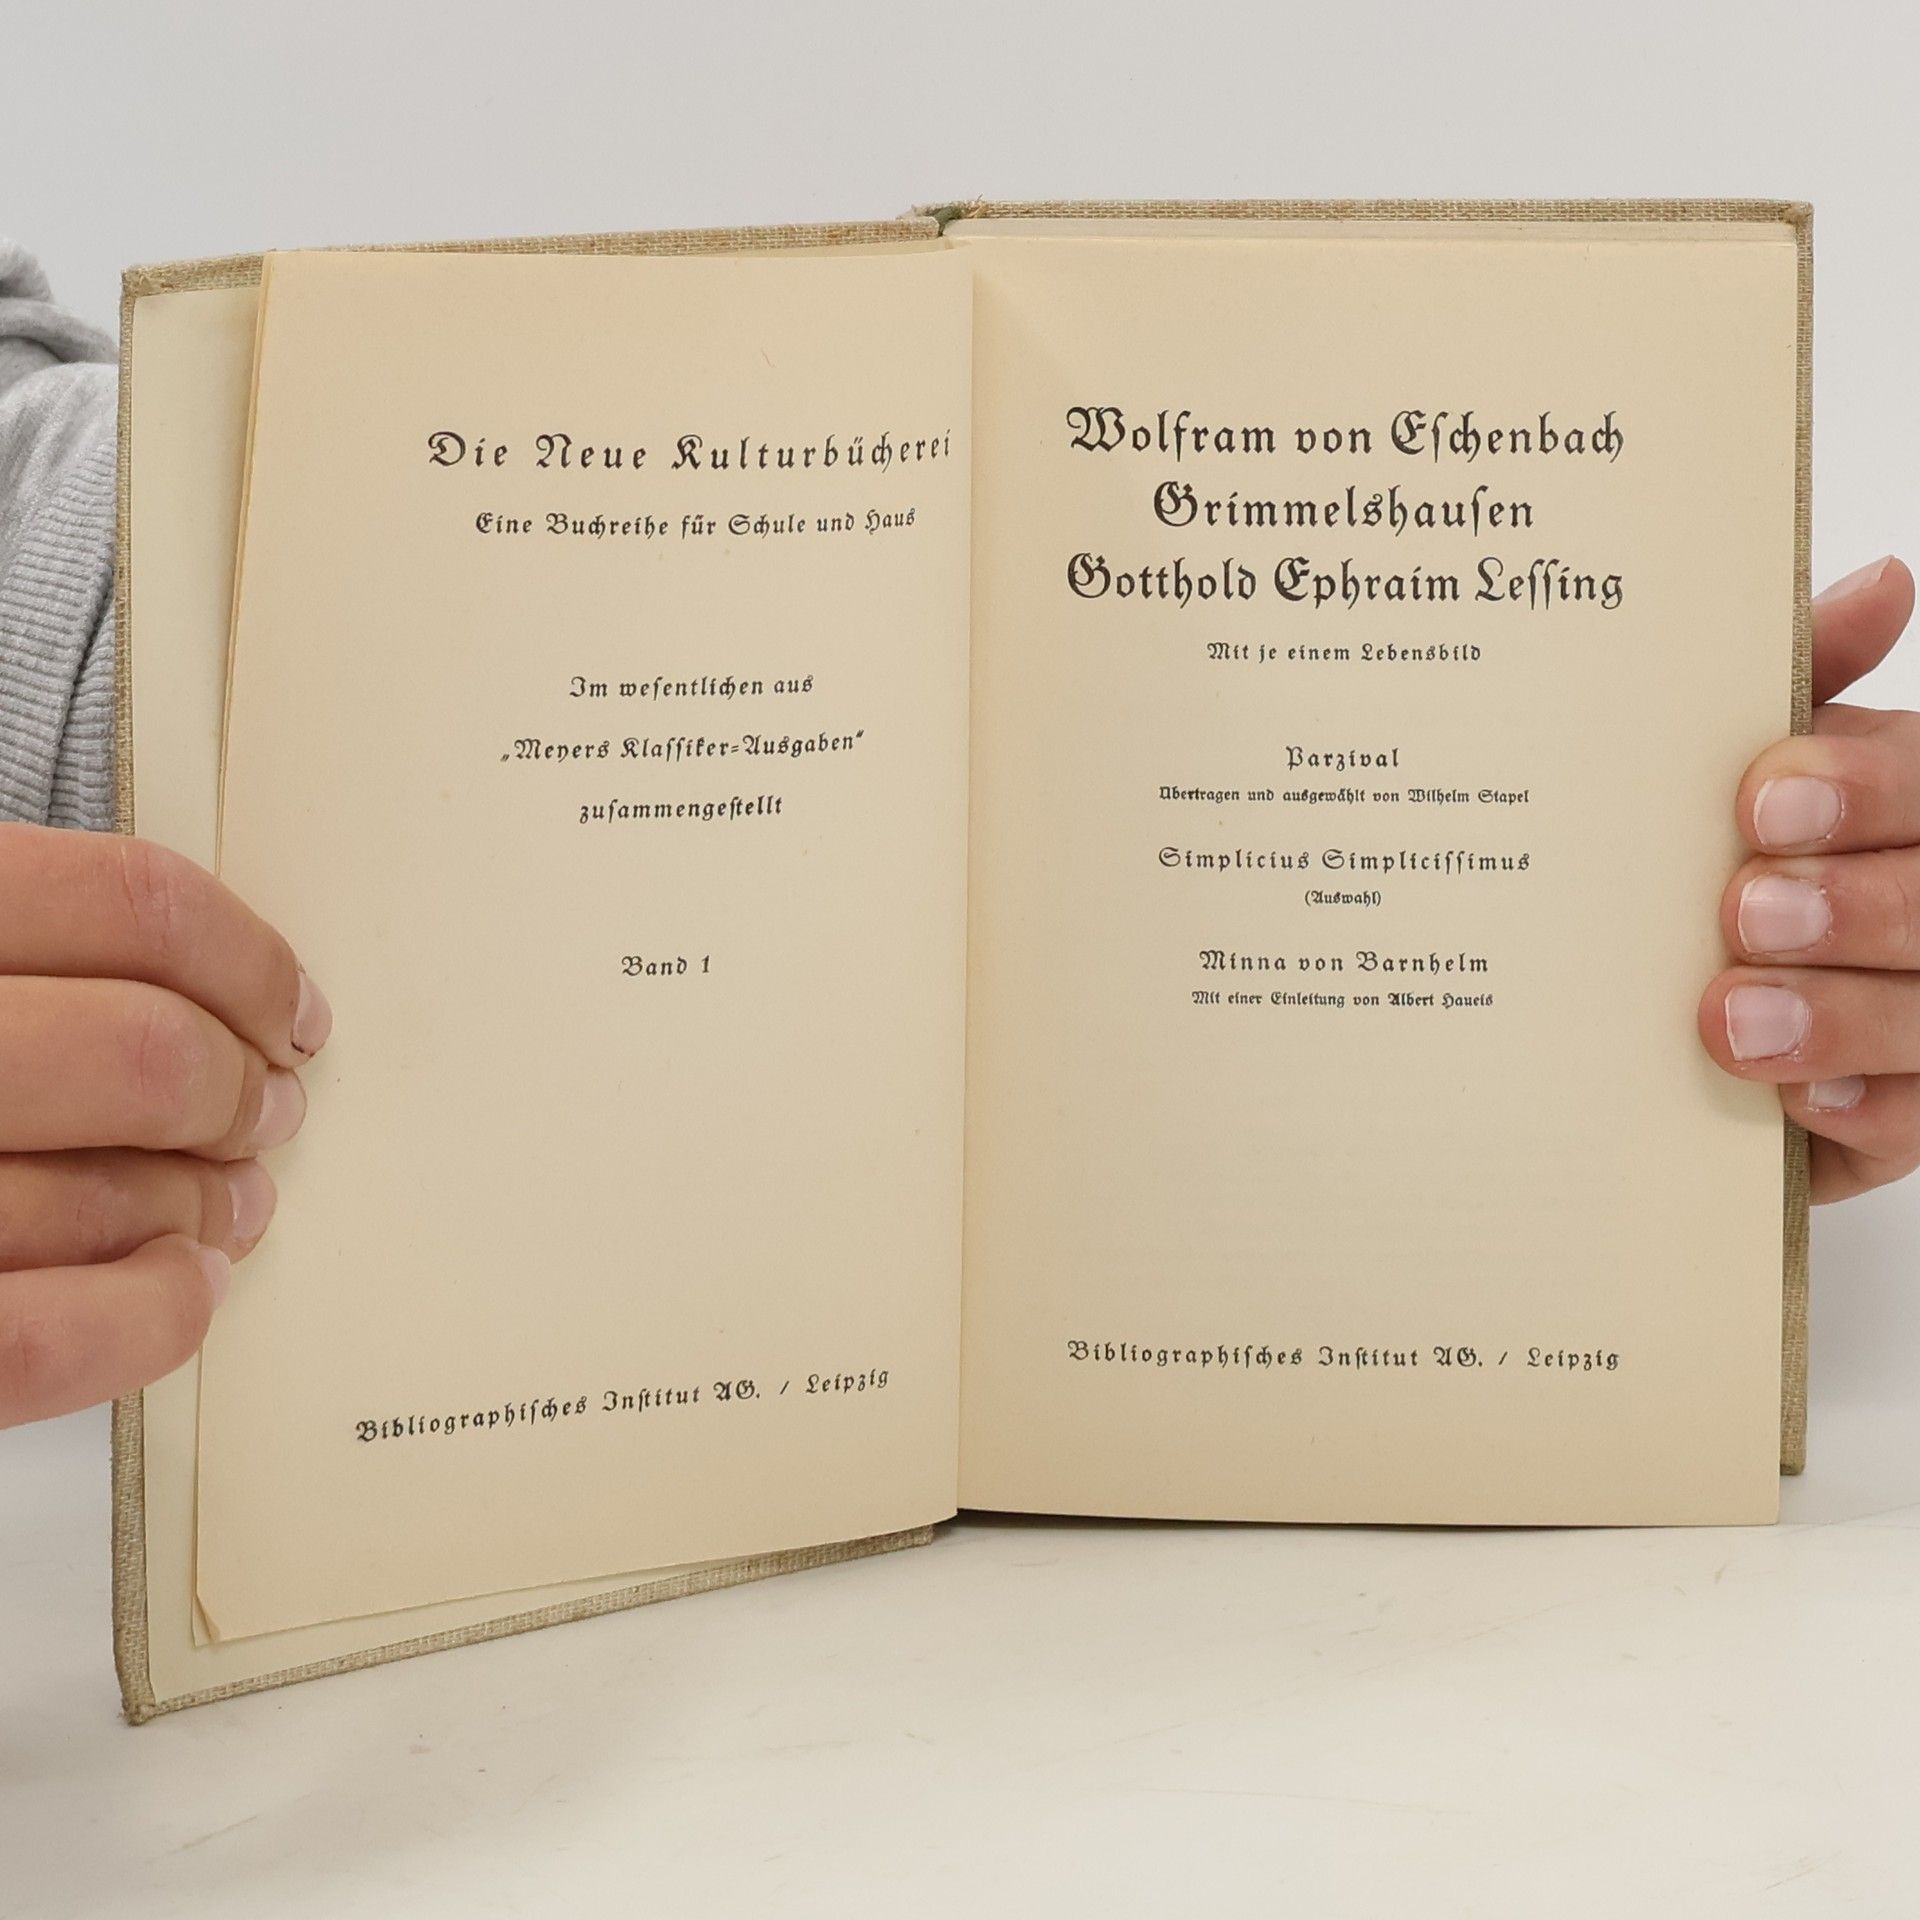 Die Neue Kulturbücherei
Eine Buchreihe für Schule und Haus
Im weſentlichen aus
„Meyers Klaſſiker=Ausgaben“
zuſammengeſtellt
Band 1
Bibliographiſches Inſtitut AG. / Leipzig
Wolfram von Eſchenbach
Grimmelshauſen
Gotthold Ephraim Leſſing
Mit je einem Lebensbild
Parzival
Übertragen und ausgewählt von Wilhelm Stapel
Simplicius Simpliciſſimus
(Auswahl)
Minna von Barnhelm
Mit einer Einleitung von Albert Haueis
Bibliographiſches Inſtitut AG. / Leipzig